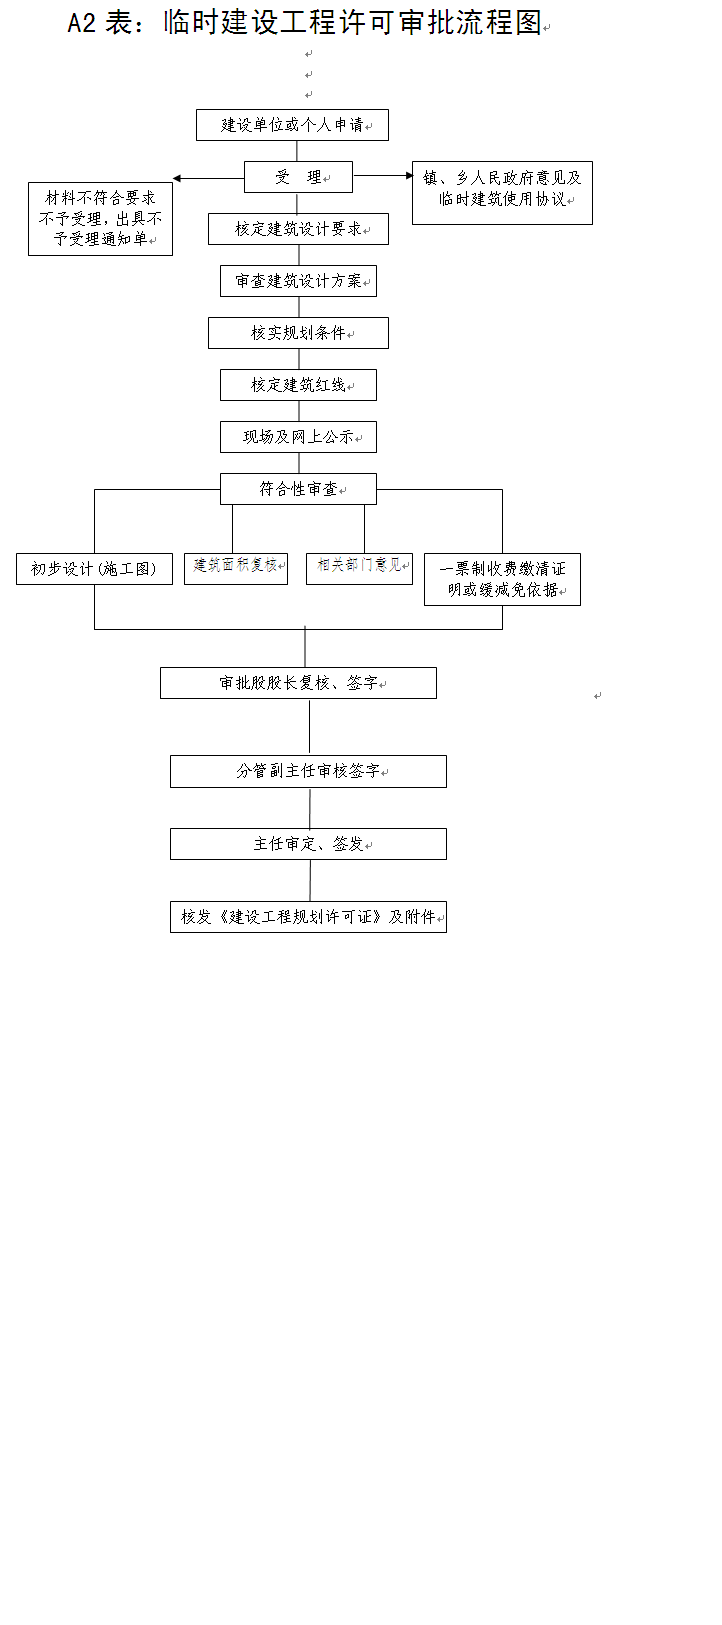 A2表：临时建设工程许可审批流程图
建设单位或个人申请
受 理
镇、乡人民政府意见及
临时建筑使用协议
材料不符合要求
不予受理，出具不
予受理通知单
核定建筑设计要求
审查建筑设计方案
核实规划条件
核定建筑红线
现场及网上公示
符合性审查
初步设计(施工图)
建筑面积复核
相关部门意见
一票制收费缴清证
明或缓减免依据
审批股股长复核、签字
分管副主任审核签字
主任审定、签发
核发《建设工程规划许可证》及附件